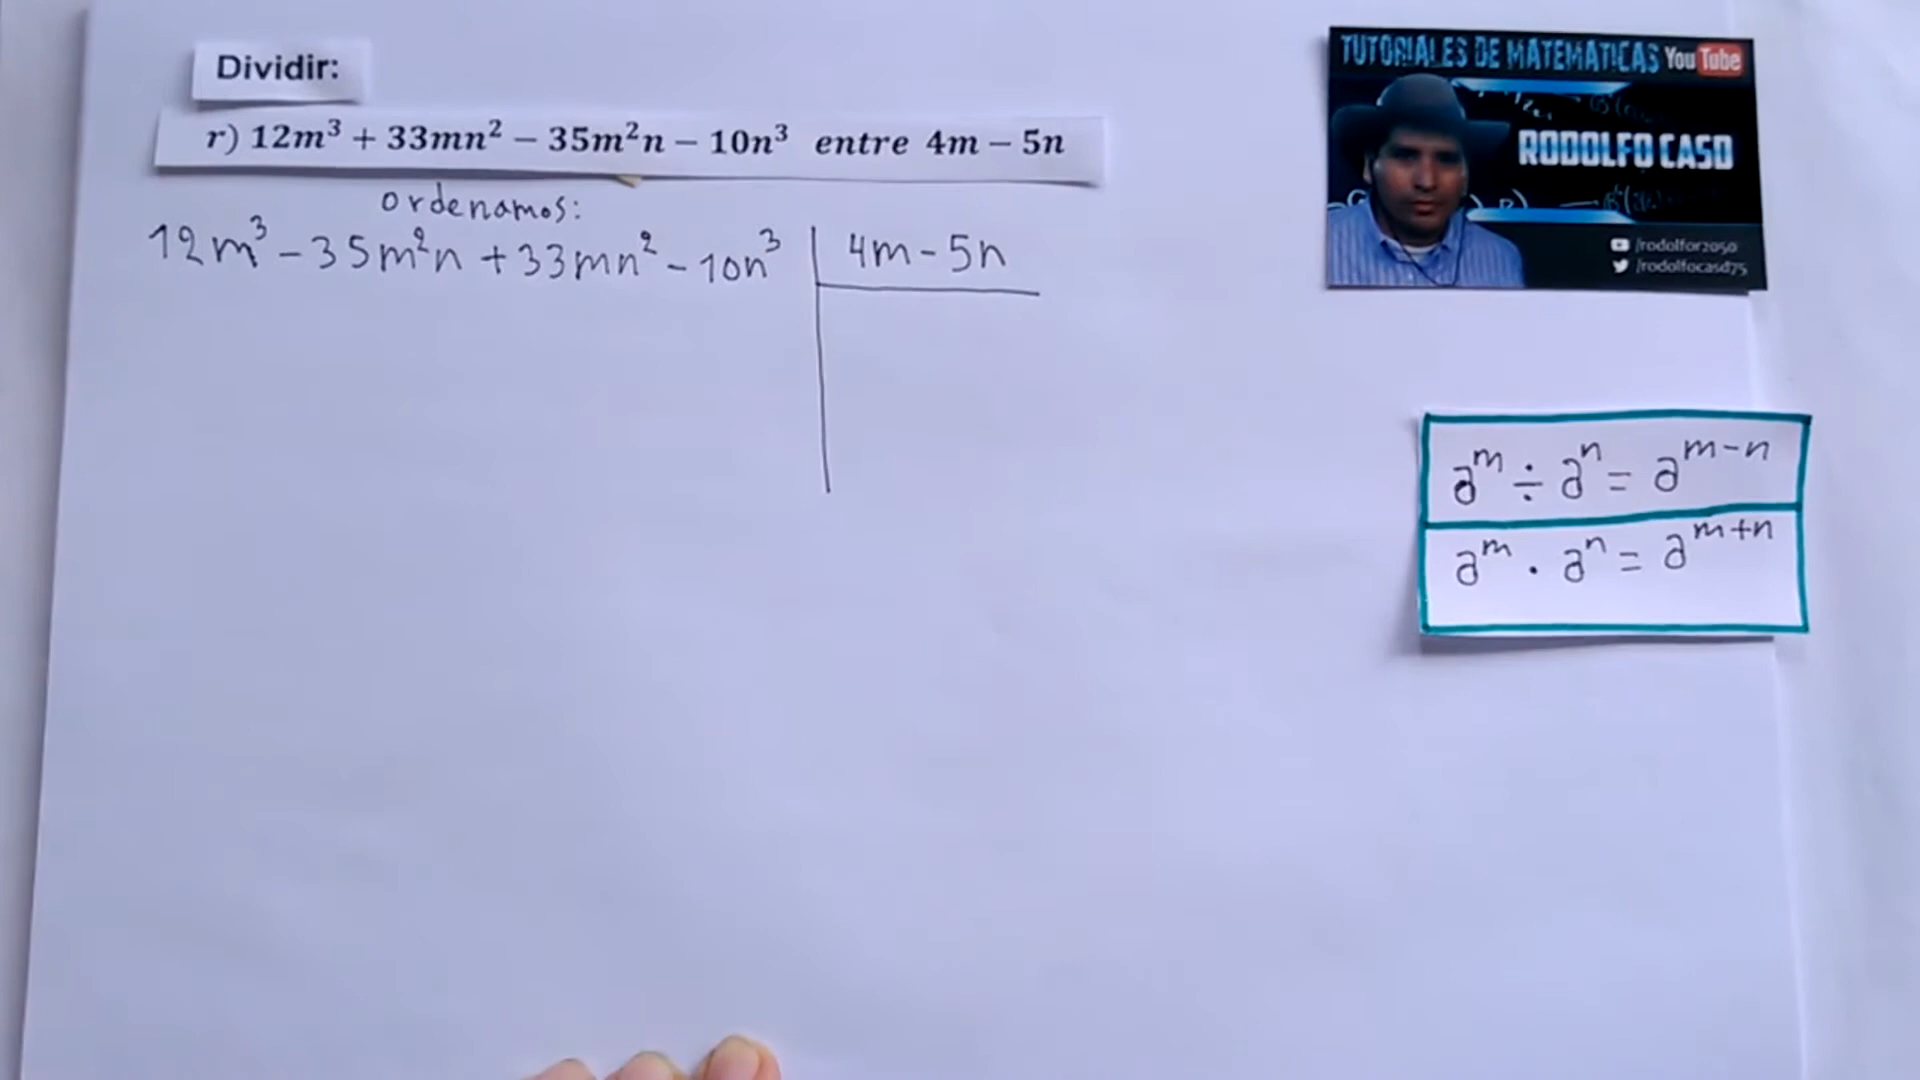 Dividir:
r) 12m³ + 33mn² − 35m²n − 10n³ entre 4m − 5n
ordenamos:
12m³ - 35m²n + 33mn² - 10n³ | 4m - 5n
TUTORIALES DE MATEMATICAS YouTube
RODOLFO CASO
/rodolfor2050
/rodolfocasd75
a^m ÷ a^n = a^(m-n)
a^m . a^n = a^(m+n)